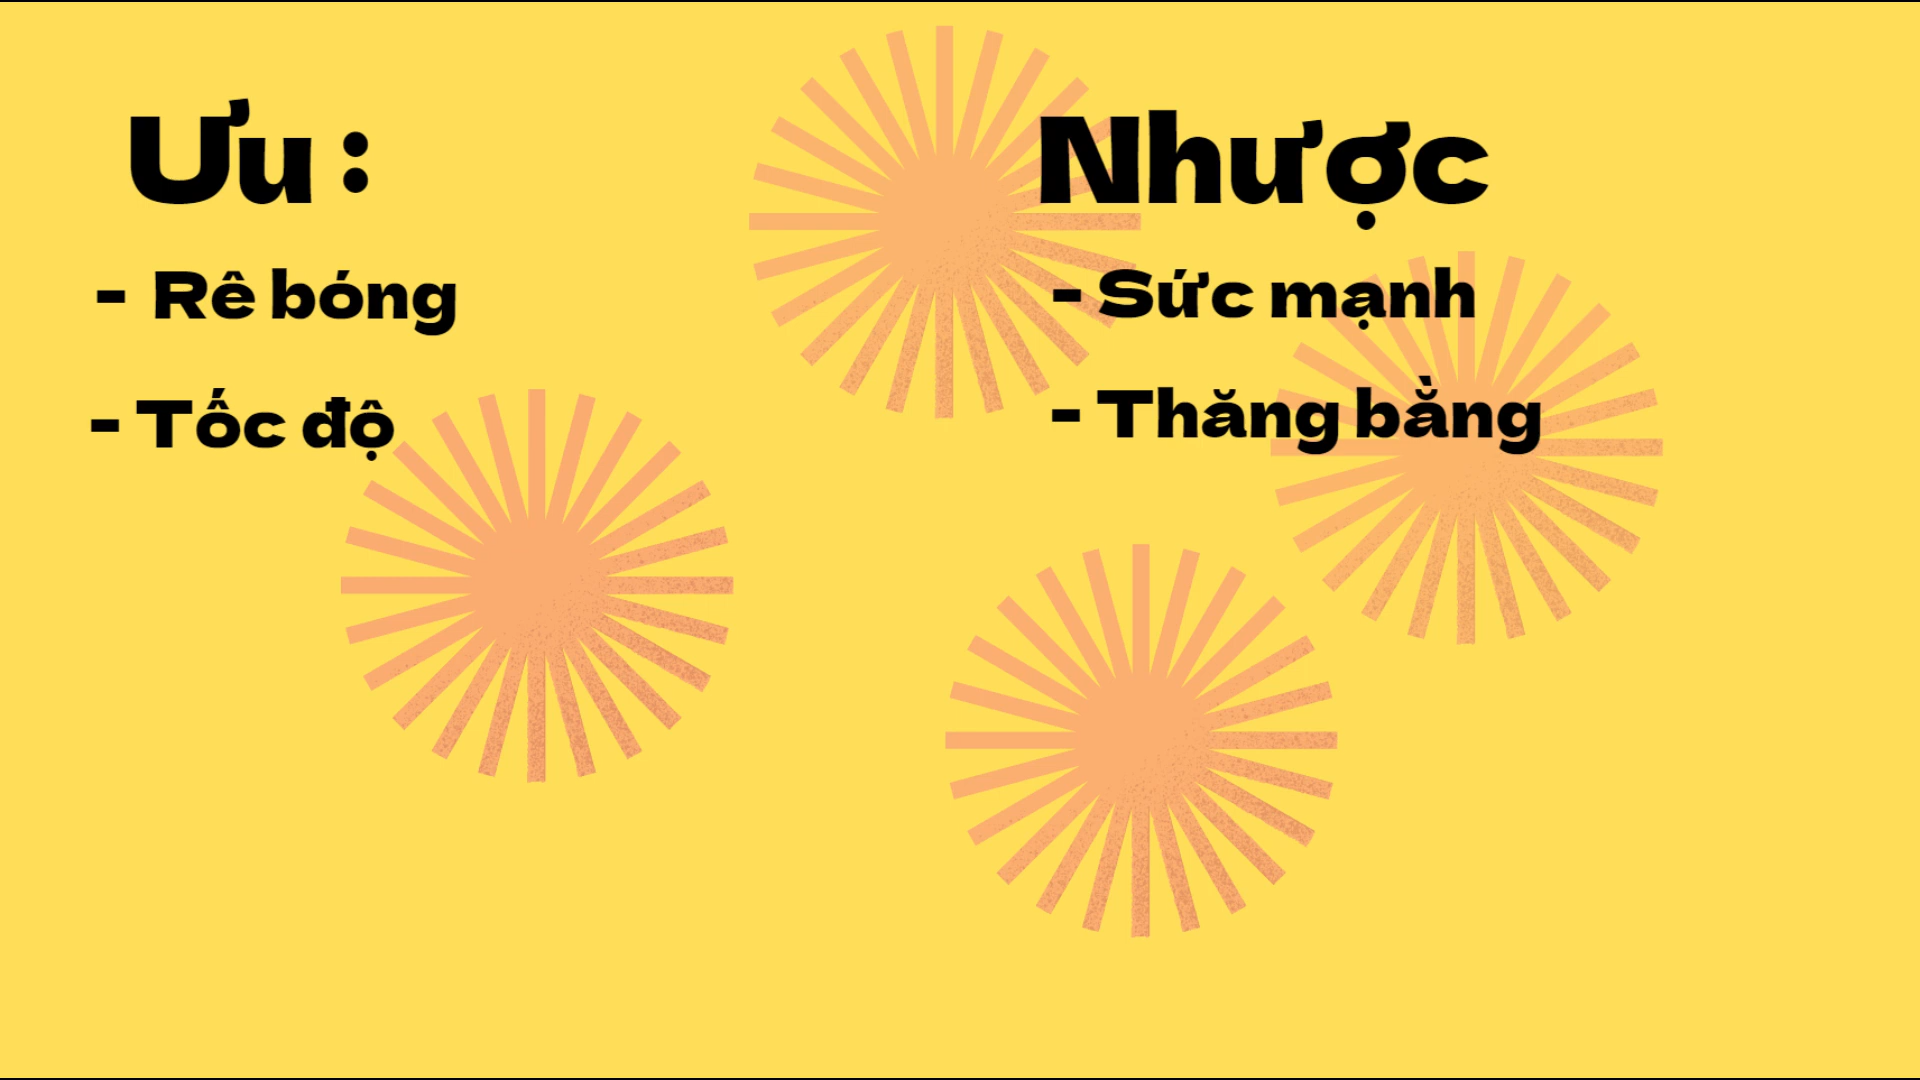 Ưu :
- Rê bóng
- Tốc độ
Nhược
- Sức mạnh
- Thăng bằng